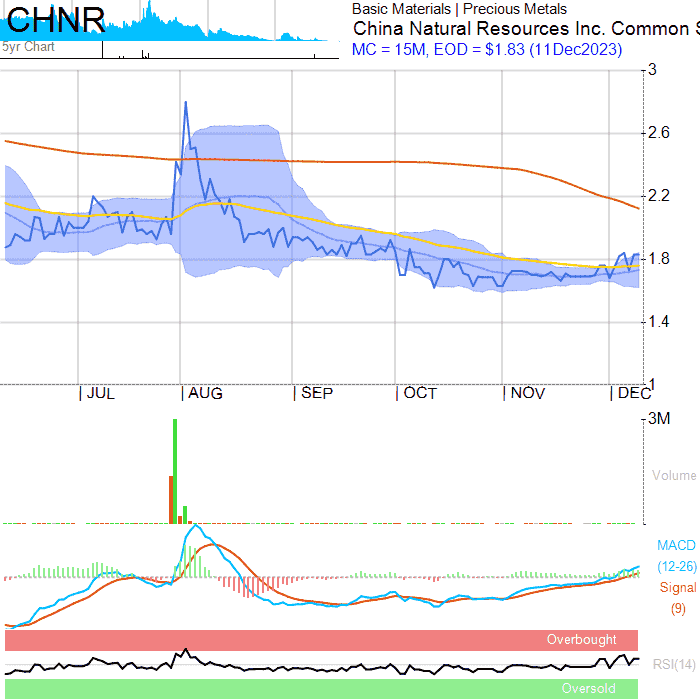 CHNR
5yr Chart
Basic Materials | Precious Metals
China Natural Resources Inc. Common S
MC = 15M, EOD = $1.83 (11Dec2023)
3
2.6
2.2
1.8
1.4
1
JUL AUG SEP OCT NOV DEC
3M
Volume
MACD
(12-26)
Signal
(9)
Overbought
RSI(14)
Oversold